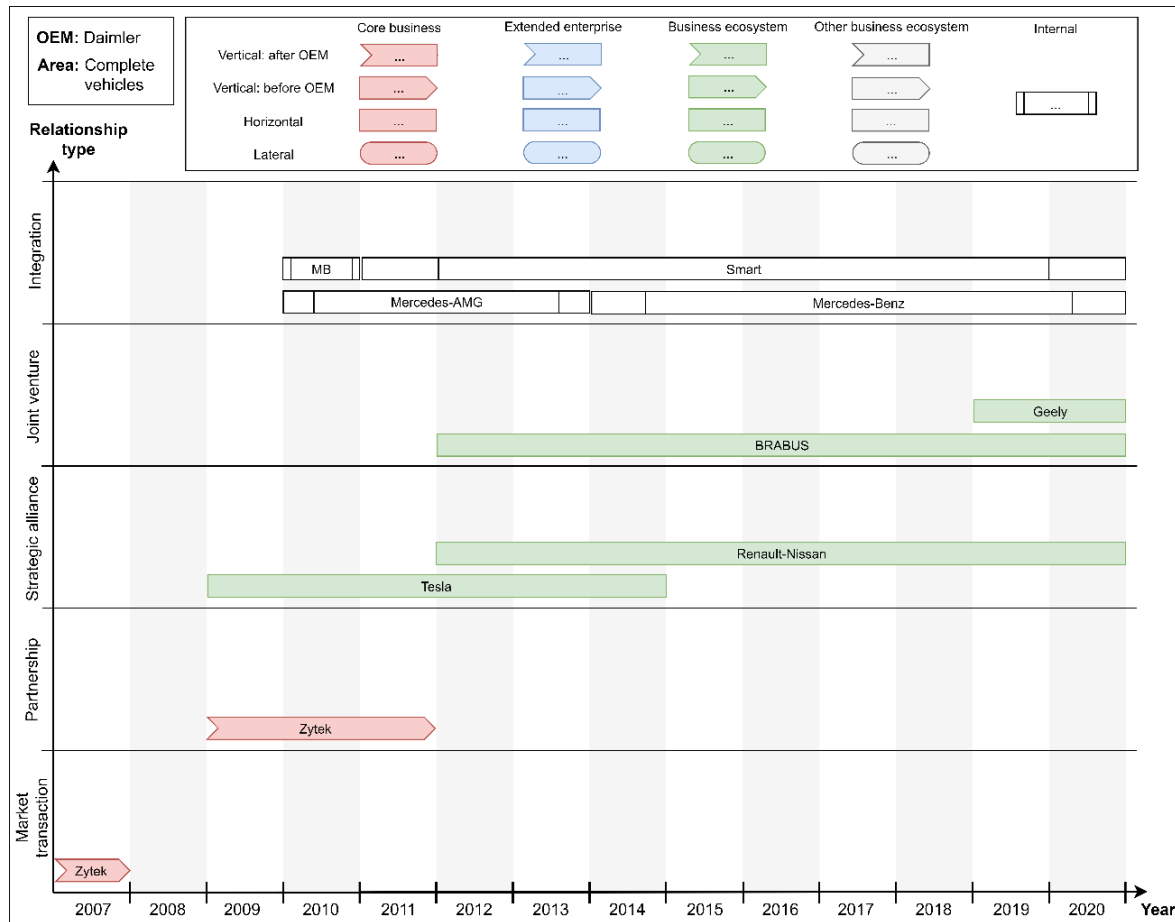 OEM: Daimler
Area: Complete
vehicles
Core business
Extended enterprise
Business ecosystem
Other business ecosystem
Internal
Vertical: after OEM
...
...
...
...
Vertical: before OEM
...
...
...
...
...
Horizontal
...
...
...
...
Lateral
...
...
...
...
Relationship
type
Integration
MB
Smart
Mercedes-AMG
Mercedes-Benz
Joint venture
Geely
BRABUS
Strategic alliance
Renault-Nissan
Tesla
Partnership
Zytek
Market
transaction
Zytek
2007 2008 2009 2010 2011 2012 2013 2014 2015 2016 2017 2018 2019 2020 Year